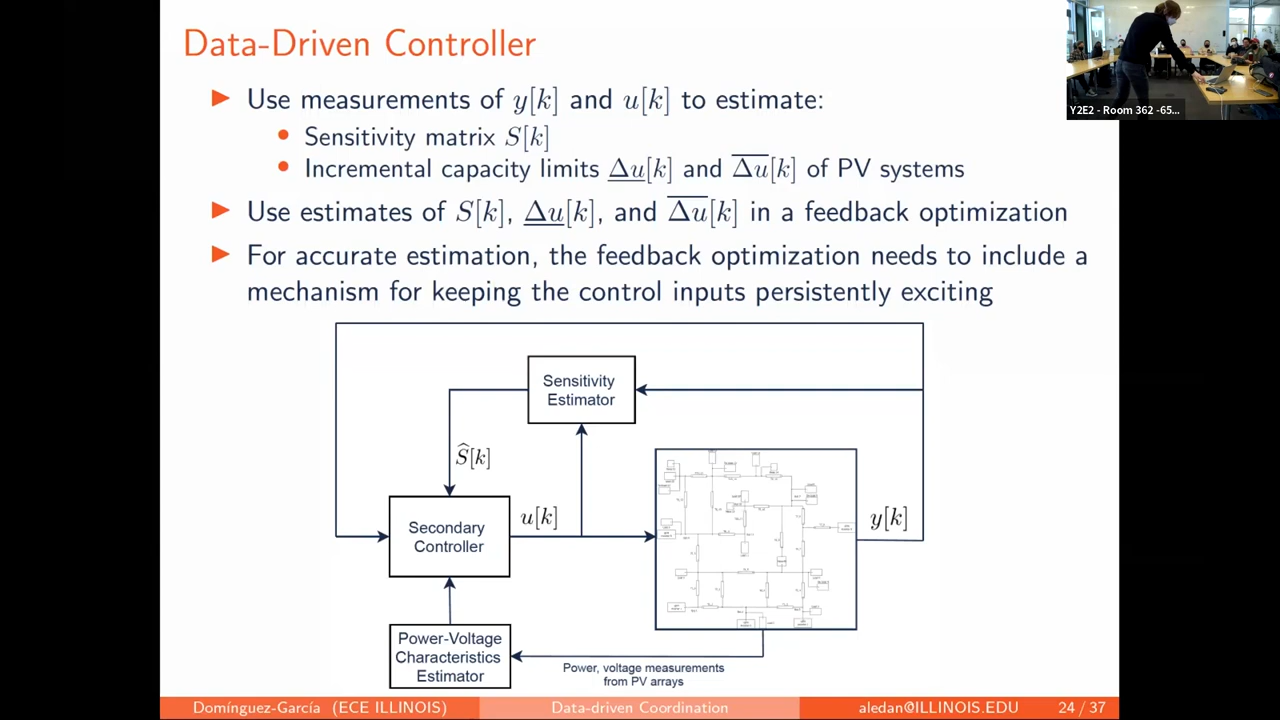 Data-Driven Controller
Use measurements of y[k] and u[k] to estimate:
Sensitivity matrix S[k]
Incremental capacity limits Δu[k] and Δu[k] of PV systems
Use estimates of S[k], Δu[k], and Δu[k] in a feedback optimization
For accurate estimation, the feedback optimization needs to include a
mechanism for keeping the control inputs persistently exciting
Sensitivity
Estimator
Ŝ[k]
Secondary
Controller
u[k]
y[k]
Power-Voltage
Characteristics
Estimator
Power, voltage measurements
from PV arrays
Domínguez-García (ECE ILLINOIS)
Data-driven Coordination
aledan@ILLINOIS.EDU
24 / 37
Y2E2 - Room 362 -65...